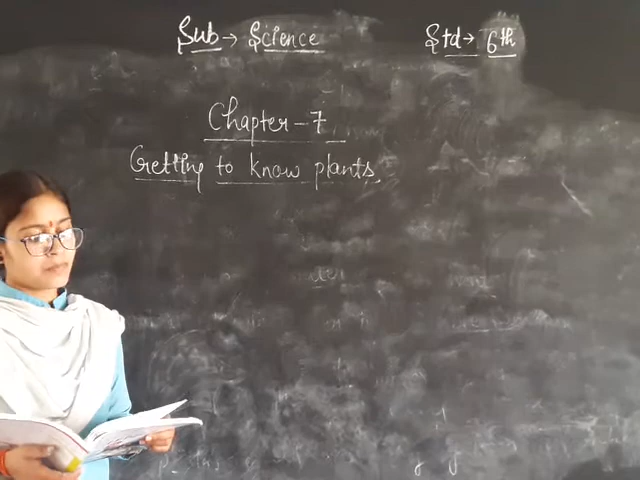 Sub → Science Std → 6th
Chapter - 7
Getting to know plants.